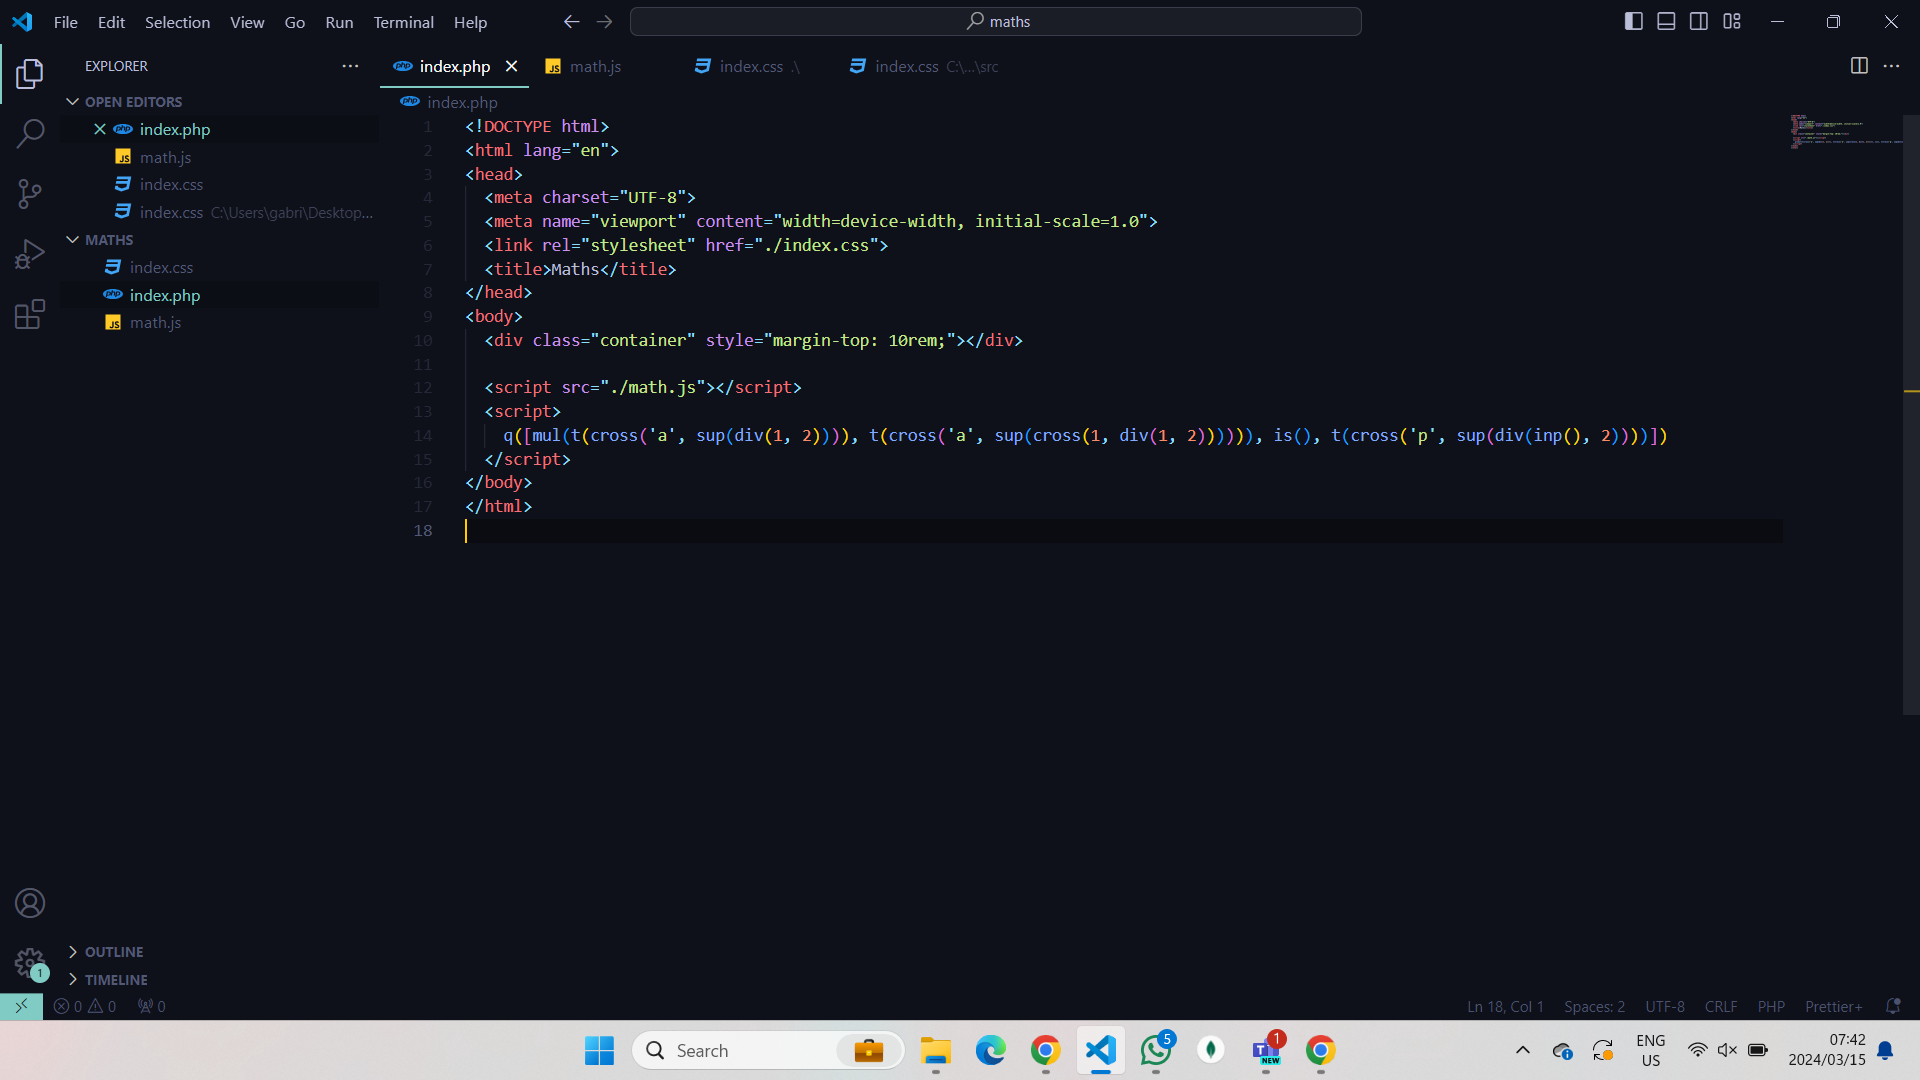 File Edit Selection View Go Run Terminal Help
maths
EXPLORER
OPEN EDITORS
index.php
math.js
index.css
index.css C:\Users\gabri\Desktop...
MATHS
index.css
index.php
math.js
OUTLINE
TIMELINE
index.php math.js index.css .\ index.css C:\...\src
index.php
1 <!DOCTYPE html>
2 <html lang="en">
3 <head>
4 <meta charset="UTF-8">
5 <meta name="viewport" content="width=device-width, initial-scale=1.0">
6 <link rel="stylesheet" href="./index.css">
7 <title>Maths</title>
8 </head>
9 <body>
10 <div class="container" style="margin-top: 10rem;"></div>
11
12 <script src="./math.js"></script>
13 <script>
14 q([mul(t(cross('a', sup(div(1, 2)))), t(cross('a', sup(cross(1, div(1, 2)))))), is(), t(cross('p', sup(div(inp(), 2))))])
15 </script>
16 </body>
17 </html>
18
1
0 0 0
Ln 18, Col 1 Spaces: 2 UTF-8 CRLF PHP Prettier+
Search
5
1
NEW
ENG
US
07:42
2024/03/15